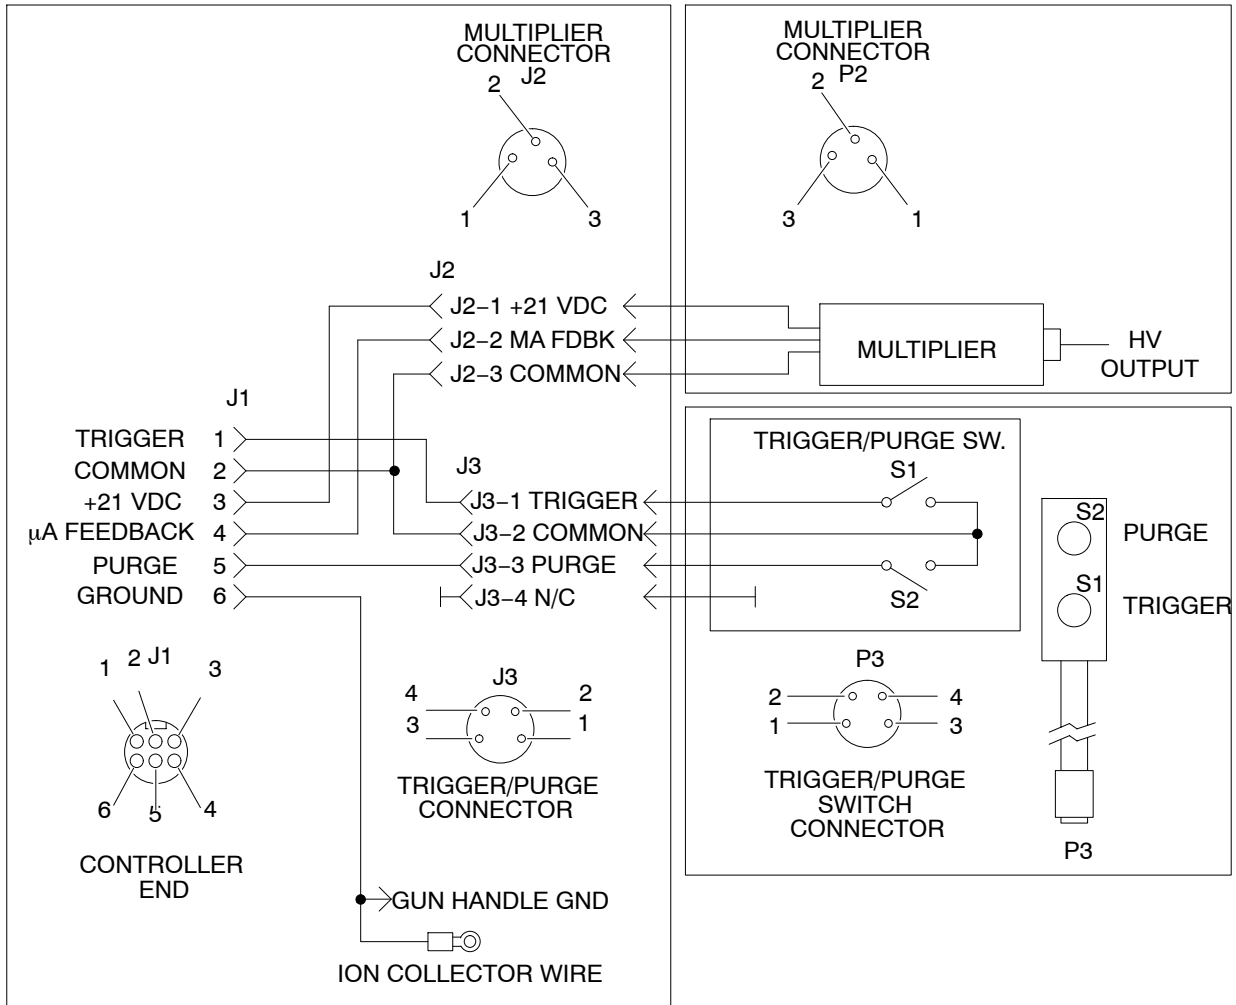 MULTIPLIER
CONNECTOR
J2
2
1
3
MULTIPLIER
CONNECTOR
P2
2
3
1
J2
J2−1 +21 VDC
J2−2 MA FDBK
J2−3 COMMON
MULTIPLIER
HV
OUTPUT
J1
TRIGGER 1
COMMON 2
+21 VDC 3
μA FEEDBACK 4
PURGE 5
GROUND 6
J3
J3−1 TRIGGER
J3−2 COMMON
J3−3 PURGE
J3−4 N/C
TRIGGER/PURGE SW.
S1
S2
S2
PURGE
S1
TRIGGER
1 2 J1 3
6 5 4
CONTROLLER
END
J3
4 2
3 1
TRIGGER/PURGE
CONNECTOR
P3
2 4
1 3
TRIGGER/PURGE
SWITCH
CONNECTOR
P3
GUN HANDLE GND
ION COLLECTOR WIRE